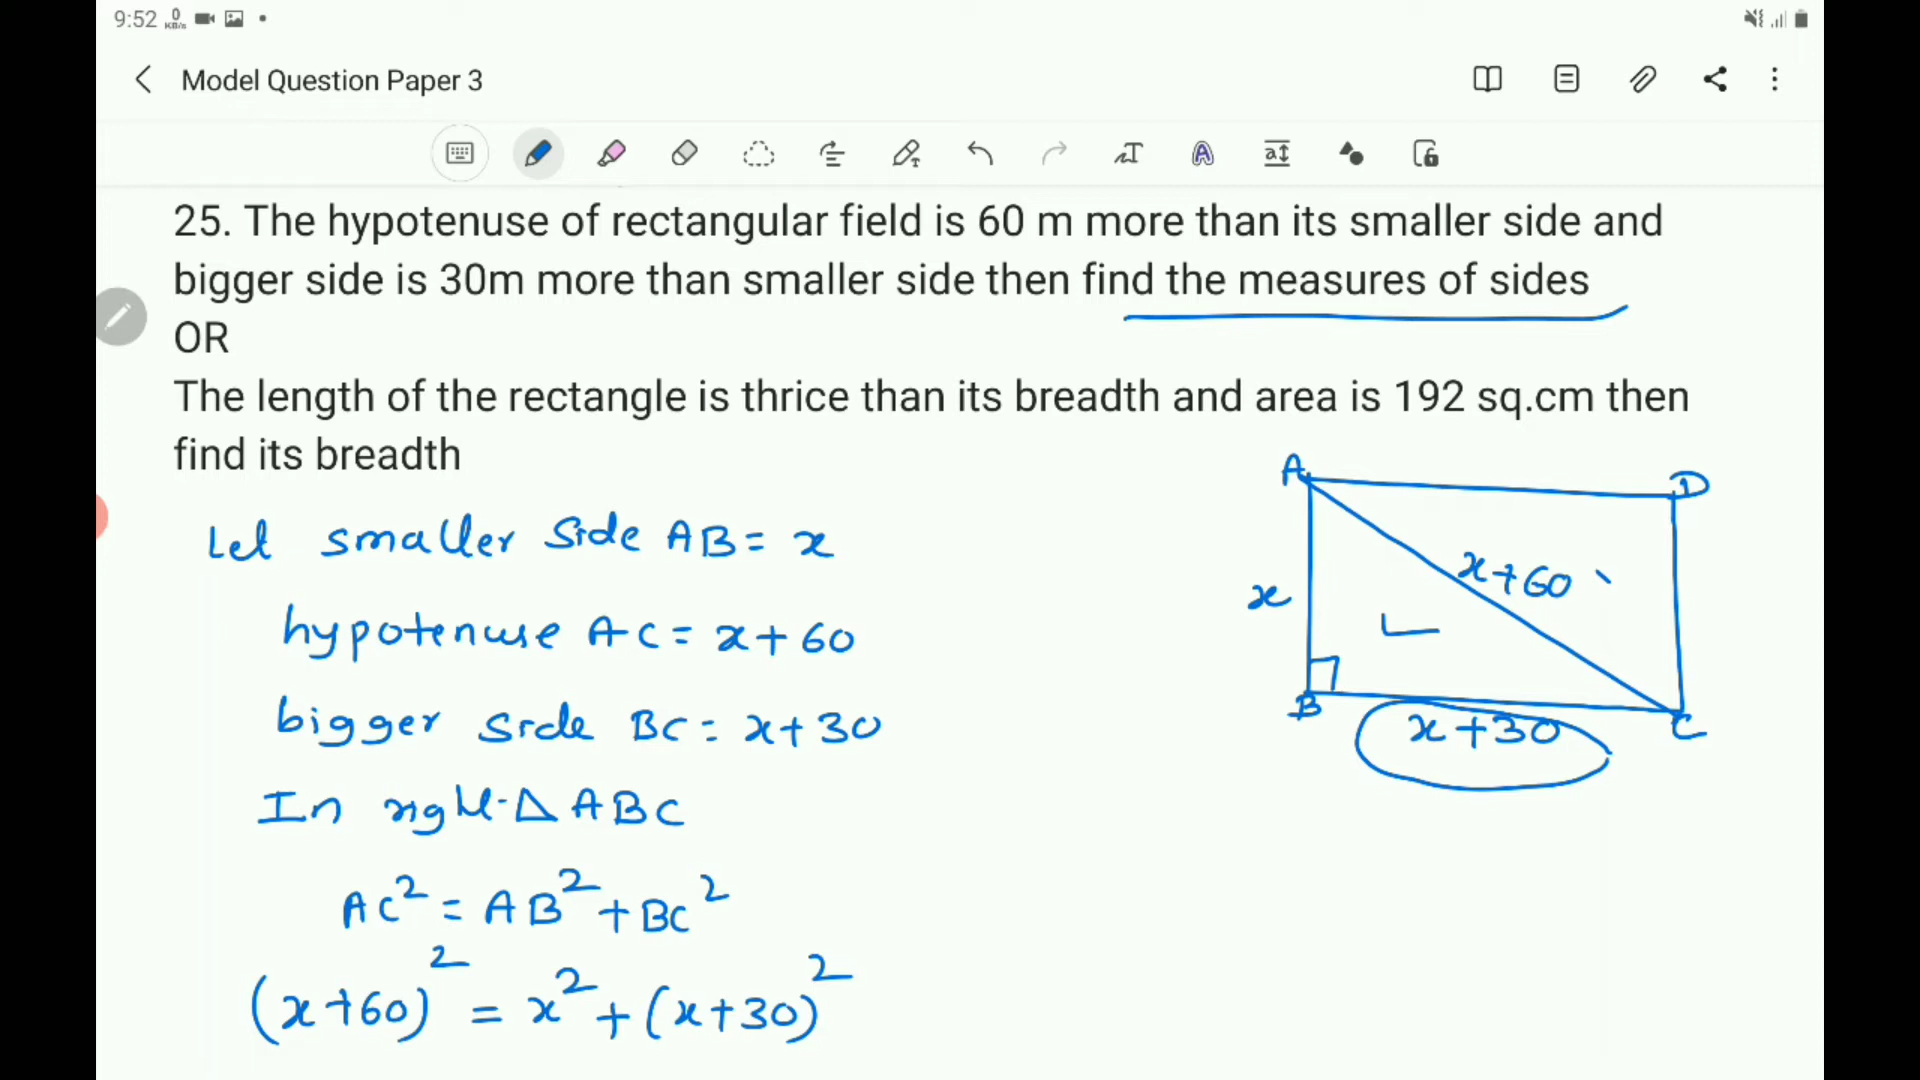 9:52 0 KB/s
Model Question Paper 3
25. The hypotenuse of rectangular field is 60 m more than its smaller side and
bigger side is 30m more than smaller side then find the measures of sides
OR
The length of the rectangle is thrice than its breadth and area is 192 sq.cm then
find its breadth
A
D
Let smaller side AB = x
x+60
x
hypotenuse AC = x+60
B
x+30
C
bigger side BC = x+30
In right Δ ABC
AC² = AB² + BC²
(x+60)² = x² + (x+30)²